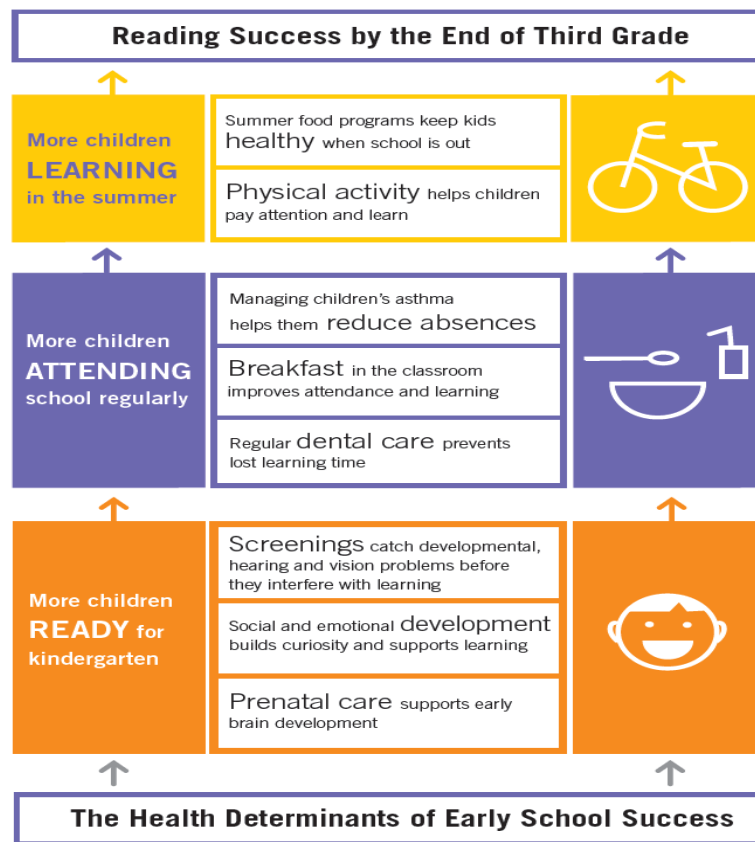 Reading Success by the End of Third Grade
More children
LEARNING
in the summer
Summer food programs keep kids
healthy when school is out
Physical activity helps children
pay attention and learn
More children
ATTENDING
school regularly
Managing children’s asthma
helps them reduce absences
Breakfast in the classroom
improves attendance and learning
Regular dental care prevents
lost learning time
More children
READY for
kindergarten
Screenings catch developmental,
hearing and vision problems before
they interfere with learning
Social and emotional development
builds curiosity and supports learning
Prenatal care supports early
brain development
The Health Determinants of Early School Success